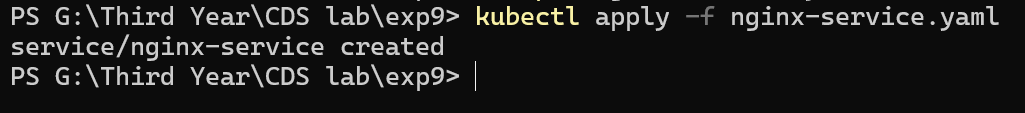 PS G:\Third Year\CDS lab\exp9> kubectl apply -f nginx-service.yaml
service/nginx-service created
PS G:\Third Year\CDS lab\exp9>